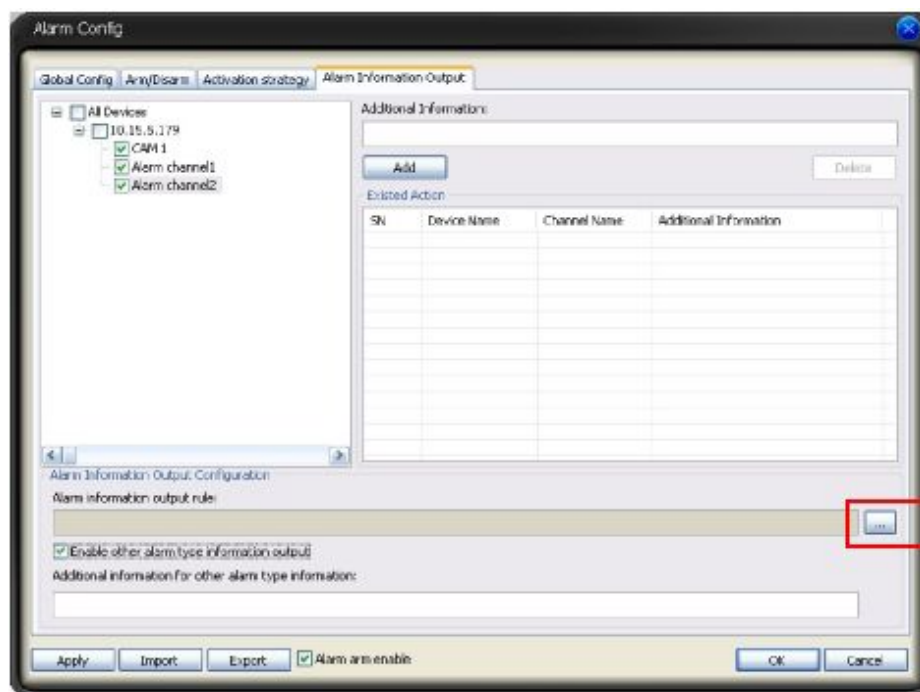 Alarm Config
Global Config Arm/Disarm Activation strategy Alarm Information Output
All Devices
10.15.5.179
CAM 1
Alarm channel1
Alarm channel2
Additional Information:
Add Delete
Existed Action
SN Device Name Channel Name Additional Information
Alarm Information Output Configuration
Alarm information output rule:
...
Enable other alarm type information output
Additional information for other alarm type information:
Apply Import Export Alarm arm enable OK Cancel